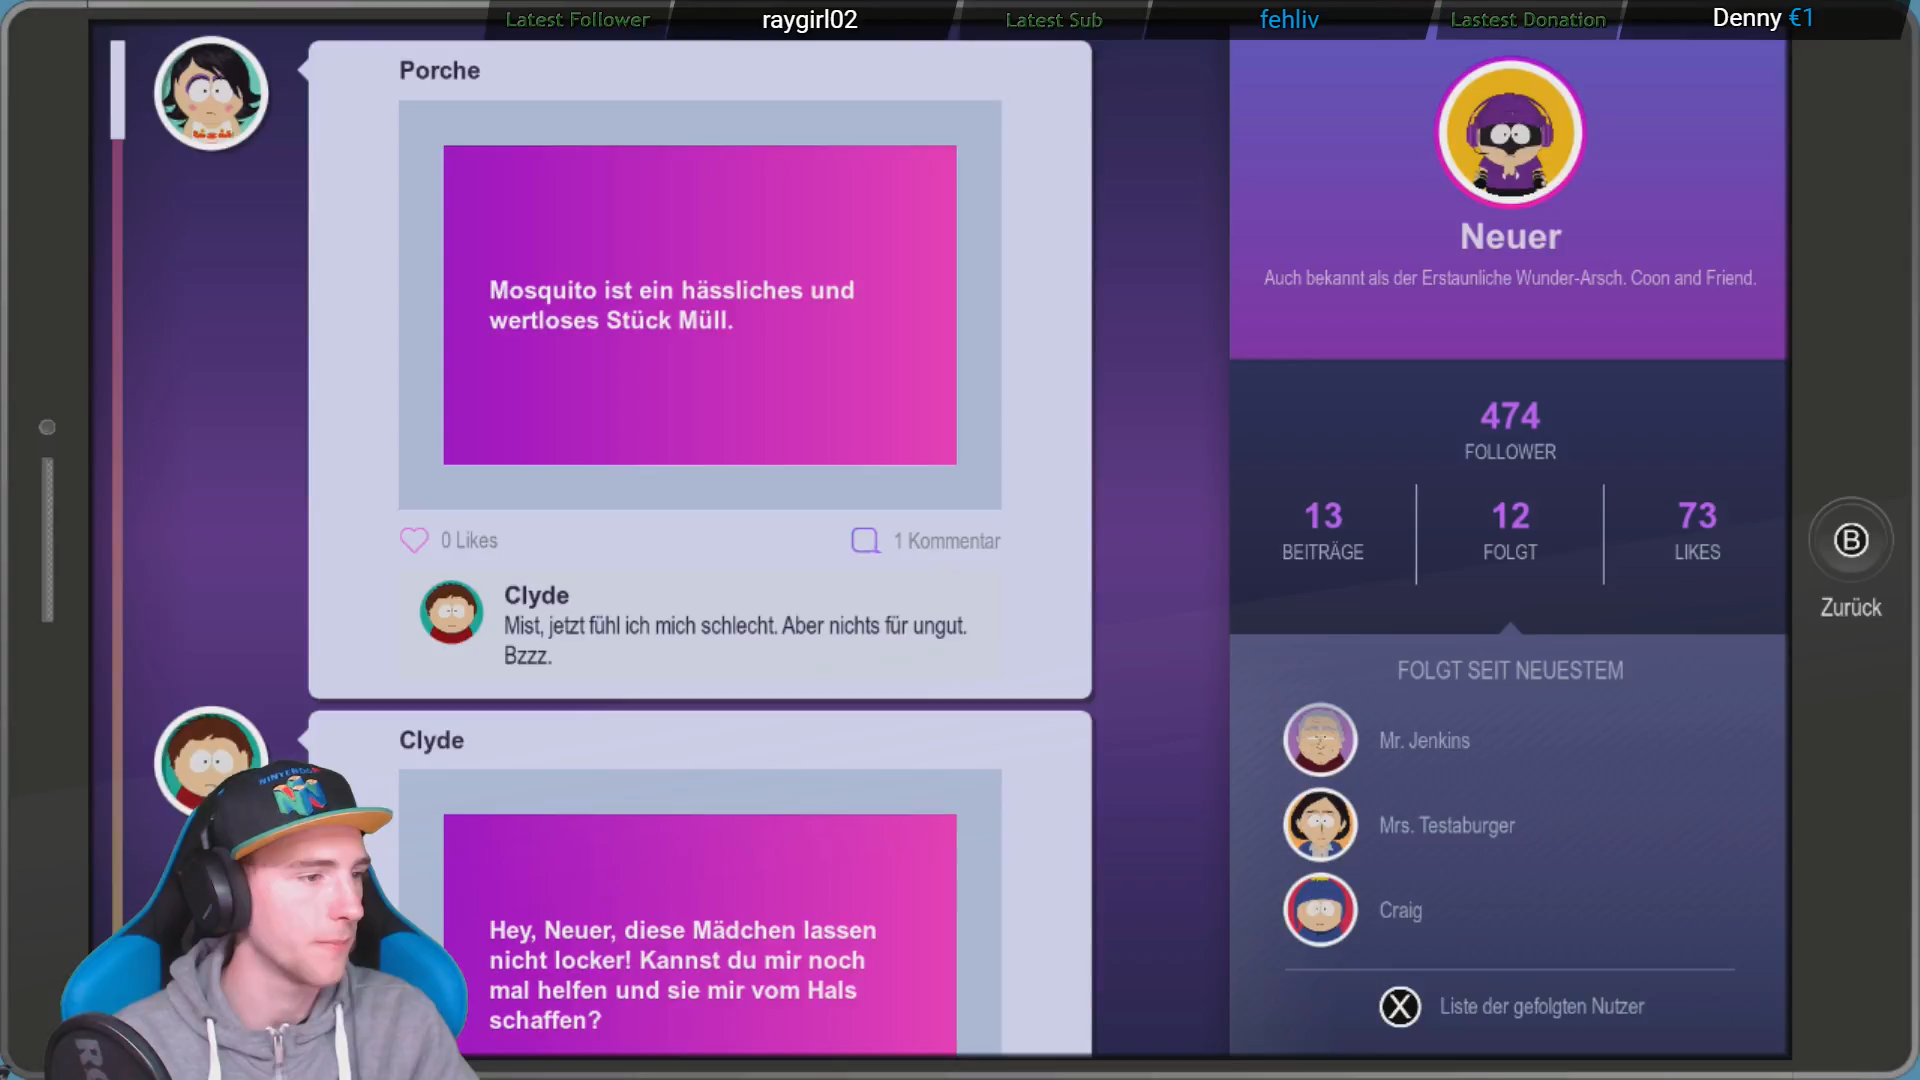 Latest Follower
raygirl02
Latest Sub
fehliv
Lastest Donation
Denny €1
Porche
Mosquito ist ein hässliches und
wertloses Stück Müll.
0 Likes
1 Kommentar
Clyde
Mist, jetzt fühl ich mich schlecht. Aber nichts für ungut.
Bzzz.
Clyde
Hey, Neuer, diese Mädchen lassen
nicht locker! Kannst du mir noch
mal helfen und sie mir vom Hals
schaffen?
Neuer
Auch bekannt als der Erstaunliche Wunder-Arsch. Coon and Friend.
474
FOLLOWER
13
BEITRÄGE
12
FOLGT
73
LIKES
FOLGT SEIT NEUESTEM
Mr. Jenkins
Mrs. Testaburger
Craig
X Liste der gefolgten Nutzer
B
Zurück
NINTENDO